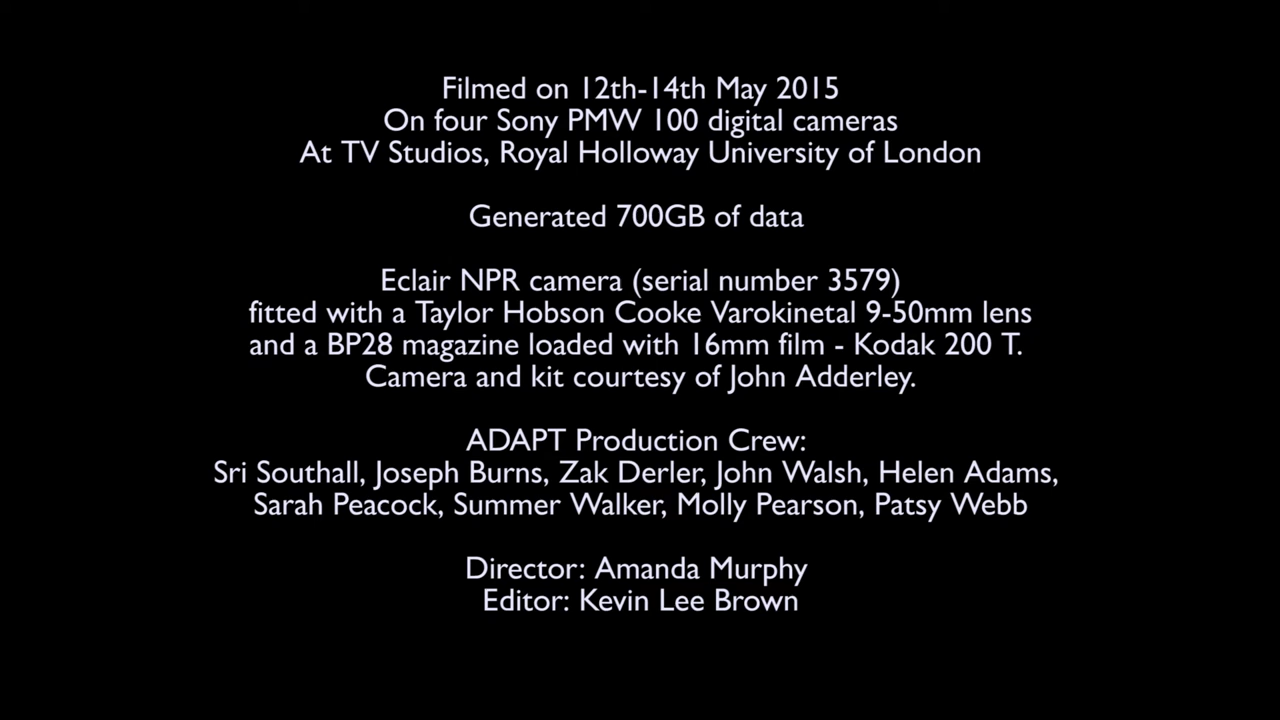 Filmed on 12th-14th May 2015
On four Sony PMW 100 digital cameras
At TV Studios, Royal Holloway University of London
Generated 700GB of data
Eclair NPR camera (serial number 3579)
fitted with a Taylor Hobson Cooke Varokinetal 9-50mm lens
and a BP28 magazine loaded with 16mm film - Kodak 200 T.
Camera and kit courtesy of John Adderley.
ADAPT Production Crew:
Sri Southall, Joseph Burns, Zak Derler, John Walsh, Helen Adams,
Sarah Peacock, Summer Walker, Molly Pearson, Patsy Webb
Director: Amanda Murphy
Editor: Kevin Lee Brown